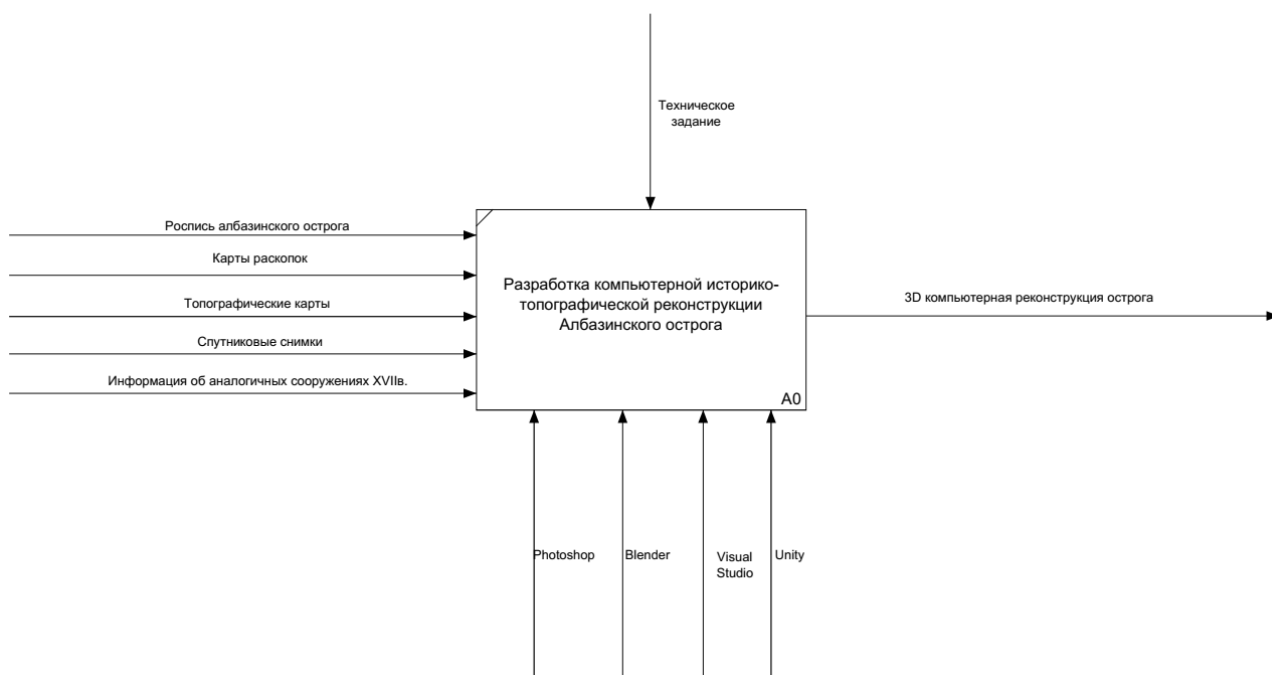 Техническое
задание
Роспись албазинского острога
Карты раскопок
Топографические карты
Спутниковые снимки
Информация об аналогичных сооружениях XVIIв.
Разработка компьютерной историко-
топографической реконструкции
Албазинского острога
A0
3D компьютерная реконструкция острога
Photoshop
Blender
Visual
Studio
Unity